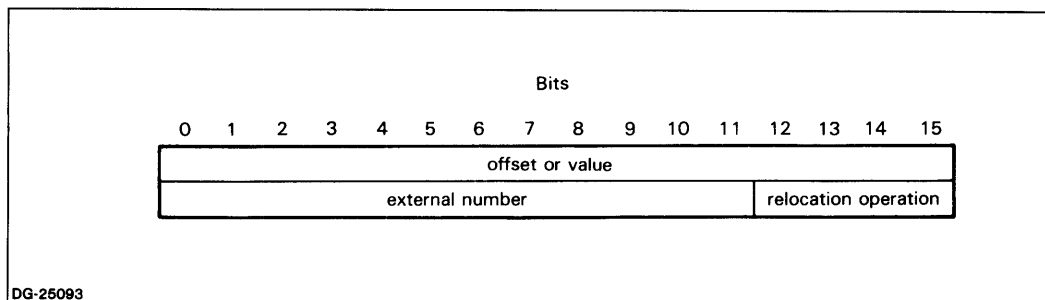 Bits
0 1 2 3 4 5 6 7 8 9 10 11 12 13 14 15
offset or value
external number relocation operation
DG-25093